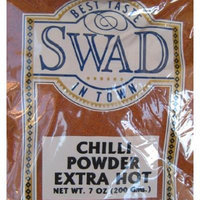 BEST TASTE
SWAD
IN TOWN
CHILLI
POWDER
EXTRA HOT
NET WT. 7 OZ (200 Gms.)